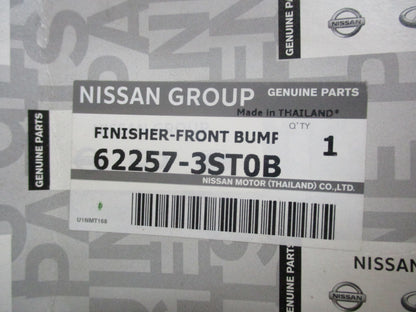 NISSAN
GENUINE PARTS
NISSAN GROUP
GENUINE PARTS
Made in THAILAND*
FINISHER-FRONT BUMP
Q'TY
1
62257-3ST0B
NISSAN MOTOR (THAILAND) CO.,LTD.
U1NMT168
GENUINE PARTS
NISSAN
NISSAN